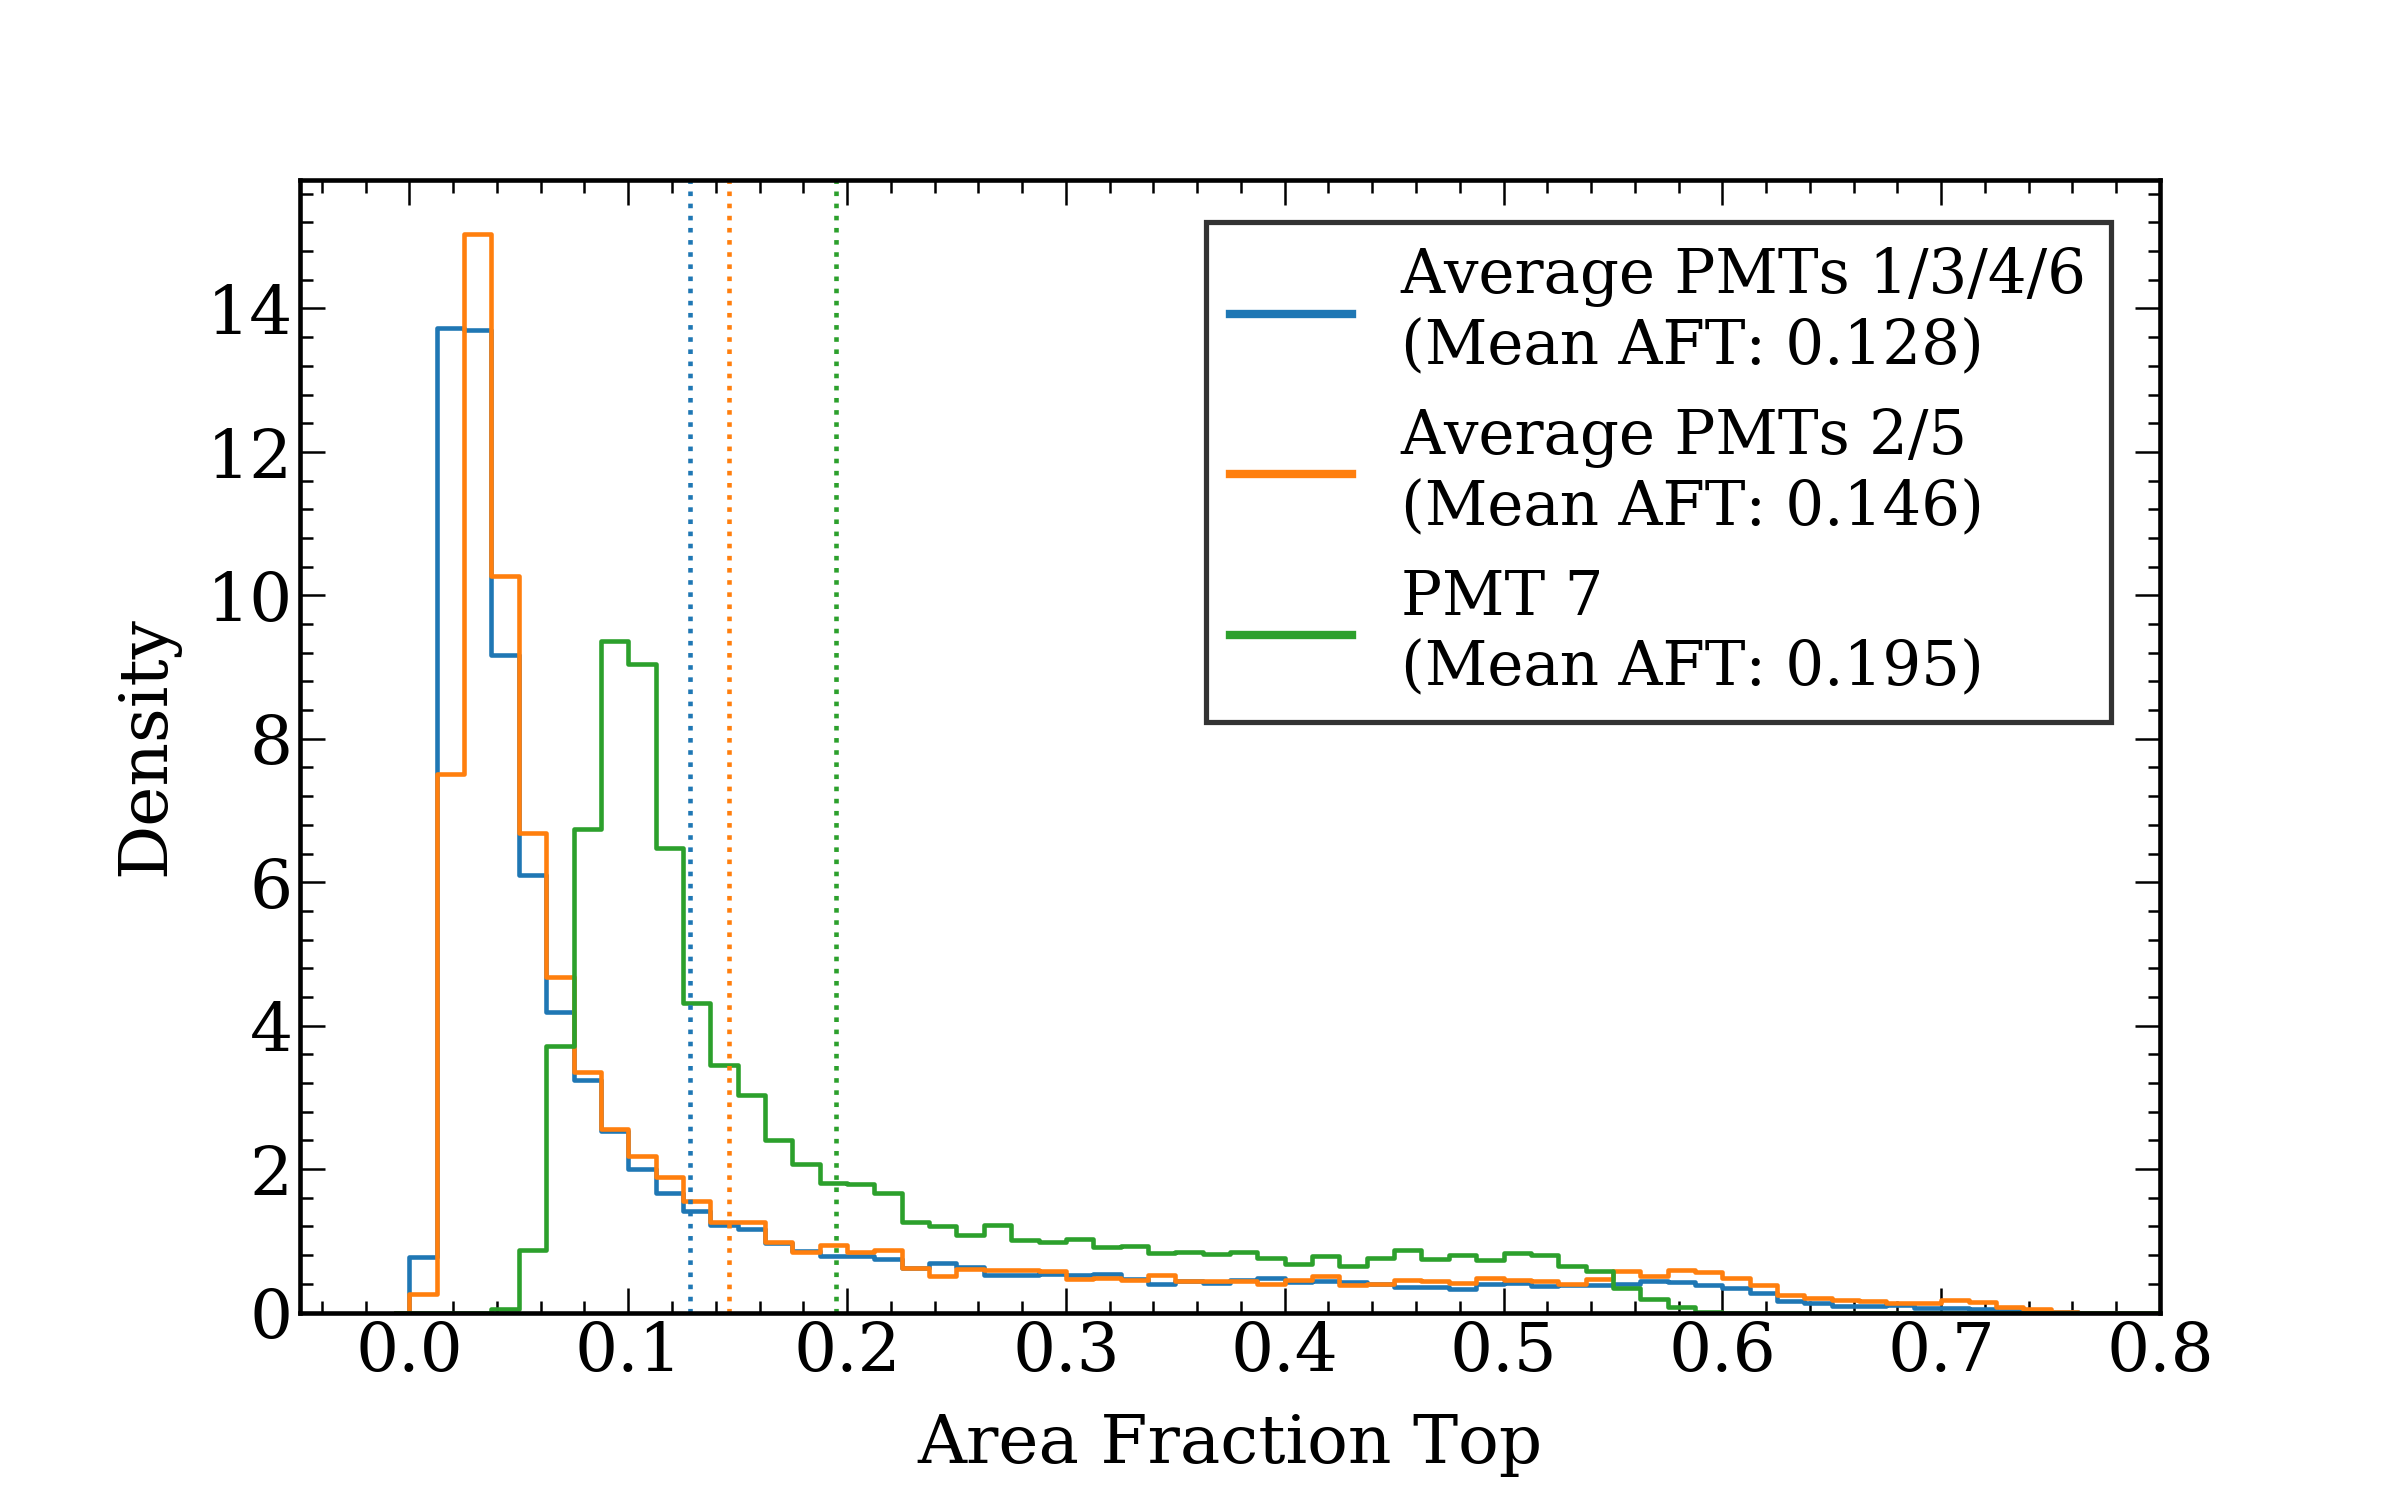 14
12
10
8
6
4
2
0
Density
Average PMTs 1/3/4/6
(Mean AFT: 0.128)
Average PMTs 2/5
(Mean AFT: 0.146)
PMT 7
(Mean AFT: 0.195)
0.0 0.1 0.2 0.3 0.4 0.5 0.6 0.7 0.8
Area Fraction Top